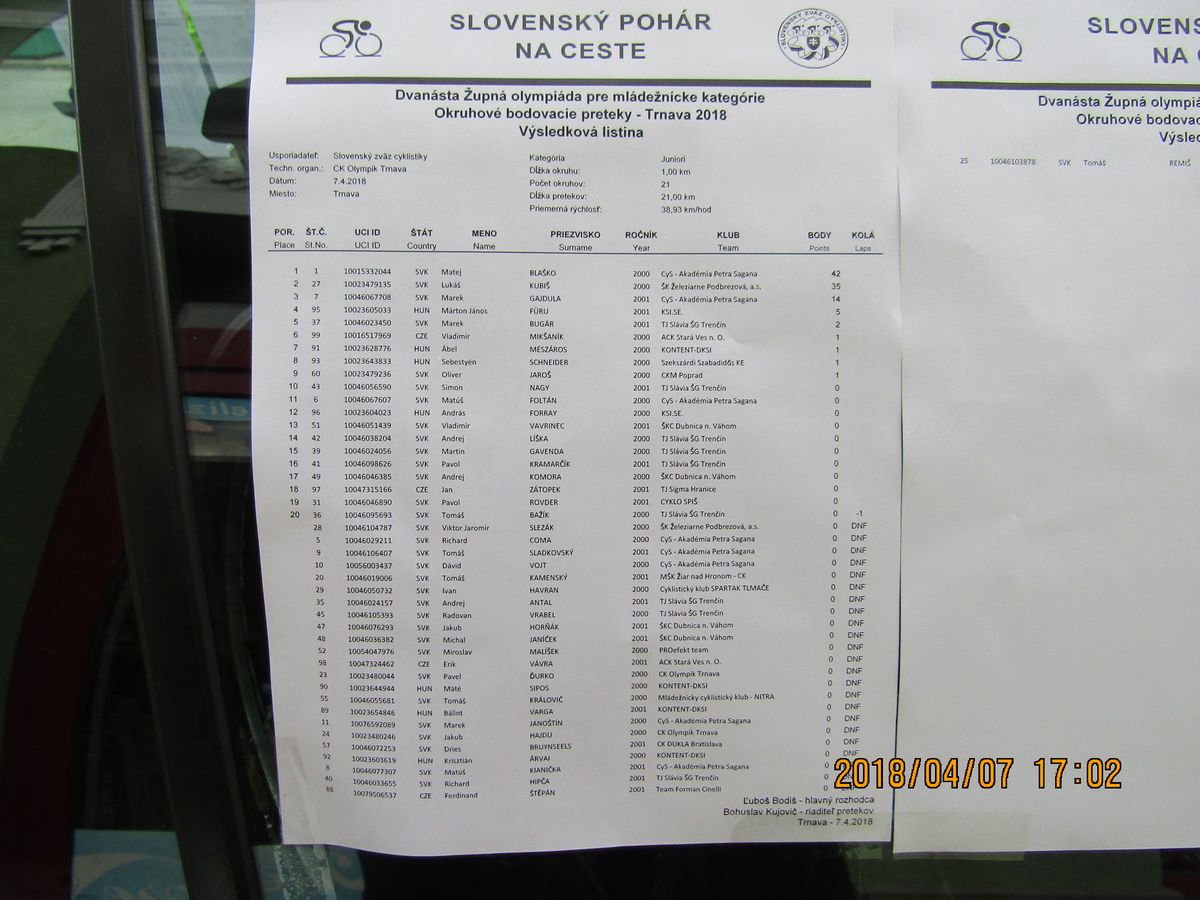 SLOVENSKÝ POHÁR
NA CESTE
SLOVENSKÝ ZVÄZ CYKLISTIKY
Dvanásta Župná olympiáda pre mládežnícke kategórie
Okruhové bodovacie preteky - Trnava 2018
Výsledková listina
Usporiadateľ: Slovenský zväz cyklistiky
Techn. organ.: CK Olympik Trnava
Dátum: 7.4.2018
Miesto: Trnava
Kategória Juniori
Dĺžka okruhu: 1,00 km
Počet okruhov: 21
Dĺžka pretekov: 21,00 km
Priemerná rýchlosť: 38,93 km/hod
POR. ŠT.Č. UCI ID ŠTÁT MENO PRIEZVISKO ROČNÍK KLUB BODY KOLÁ
Place St.No. UCI ID Country Name Surname Year Team Points Laps
1 1 10015332044 SVK Matej BLAŠKO 2000 CyS - Akadémia Petra Sagana 42
2 27 10023479135 SVK Lukáš KUBIŠ 2000 ŠK Železiarne Podbrezová, a.s. 35
3 7 10046067708 SVK Marek GAJDULA 2001 CyS - Akadémia Petra Sagana 14
4 95 10023605033 HUN Márton János FÜRU 2001 KSI.SE. 5
5 37 10046023450 SVK Marek BUGÁR 2001 TJ Slávia ŠG Trenčín 2
6 99 10016517969 CZE Vladimír MIKŠANÍK 2000 ACK Stará Ves n. O. 1
7 91 10023628776 HUN Ábel MÉSZÁROS 2000 KONTENT-DKSI 1
8 93 10023643833 HUN Sebestyén SCHNEIDER 2000 Szekszárdi Szabadidős KE 1
9 60 10023479236 SVK Oliver JAROŠ 2000 CKM Poprad 1
10 43 10046056590 SVK Simon NAGY 2001 TJ Slávia ŠG Trenčín 0
11 6 10046067607 SVK Matúš FOLTÁN 2000 CyS - Akadémia Petra Sagana 0
12 96 10023604023 HUN András FORRAY 2000 KSI.SE. 0
13 51 10046051439 SVK Vladimír VAVRINEC 2001 ŠKC Dubnica n. Váhom 0
14 42 10046038204 SVK Andrej LÍŠKA 2000 TJ Slávia ŠG Trenčín 0
15 39 10046024056 SVK Martin GAVENDA 2000 TJ Slávia ŠG Trenčín 0
16 41 10046098626 SVK Pavol KRAMARČÍK 2001 TJ Slávia ŠG Trenčín 0
17 49 10046046385 SVK Andrej KOMORA 2000 ŠKC Dubnica n. Váhom 0
18 97 10047315166 CZE Jan ZÁTOPEK 2001 TJ Sigma Hranice 0
19 31 10046046890 SVK Pavol ROVDER 2001 CYKLO SPIŠ 0
20 36 10046095693 SVK Tomáš BAŽÍK 2000 TJ Slávia ŠG Trenčín 0 -1
28 10046104787 SVK Viktor Jaromír SLEZÁK 2000 ŠK Železiarne Podbrezová, a.s. 0 DNF
5 10046029211 SVK Richard COMA 2000 CyS - Akadémia Petra Sagana 0 DNF
9 10046106407 SVK Tomáš SLADKOVSKÝ 2001 CyS - Akadémia Petra Sagana 0 DNF
10 10056003437 SVK Dávid VOJT 2000 CyS - Akadémia Petra Sagana 0 DNF
20 10046019006 SVK Tomáš KAMENSKÝ 2001 MŠK Žiar nad Hronom - CK 0 DNF
29 10046050732 SVK Ivan HAVRAN 2000 Cyklistický klub SPARTAK TLMAČE 0 DNF
35 10046024157 SVK Andrej ANTAL 2001 TJ Slávia ŠG Trenčín 0 DNF
45 10046105393 SVK Radovan VRABEL 2000 TJ Slávia ŠG Trenčín 0 DNF
47 10046076293 SVK Jakub HORŇÁK 2001 ŠKC Dubnica n. Váhom 0 DNF
48 10046036382 SVK Michal JANÍČEK 2001 ŠKC Dubnica n. Váhom 0 DNF
52 10054047976 SVK Miroslav MALÍŠEK 2000 PROefekt team 0 DNF
98 10047324462 CZE Erik VÁVRA 2001 ACK Stará Ves n. O. 0 DNF
23 10023480044 SVK Pavel ĎURKO 2000 CK Olympik Trnava 0 DNF
90 10023644944 HUN Máté SIPOS 2000 KONTENT-DKSI 0 DNF
55 10046055681 SVK Tomáš KRÁLOVIČ 2000 Mládežnícky cyklistický klub - NITRA 0 DNF
89 10023654846 HUN Bálint VARGA 2001 KONTENT-DKSI 0 DNF
11 10076592089 SVK Marek JANOŠTÍN 2000 CyS - Akadémia Petra Sagana 0 DNF
24 10023480246 SVK Jakub HAJDU 2000 CK Olympik Trnava 0 DNF
57 10046072253 SVK Dries BRUYNSEELS 2001 CK DUKLA Bratislava 0 DNF
92 10023603619 HUN Krisztián ÁRVAI 2000 KONTENT-DKSI 0 DNF
8 10046077307 SVK Matúš KIANIČKA 2001 CyS - Akadémia Petra Sagana 0
40 10046033655 SVK Richard HIPČA 2001 TJ Slávia ŠG Trenčín 0
88 10079506537 CZE Ferdinand ŠTĚPÁN 2001 Team Forman Cinelli 0
Ľuboš Bodiš - hlavný rozhodca
Bohuslav Kujovič - riaditeľ pretekov
Trnava - 7.4.2018
SLOVENS
NA
Dvanásta Župná olympi
Okruhové bodovac
Výsle
25 10046103878 SVK Tomáš REMIŠ
2018/04/07 17:02